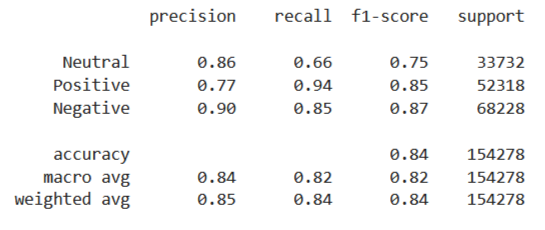 precision recall f1-score support
Neutral 0.86 0.66 0.75 33732
Positive 0.77 0.94 0.85 52318
Negative 0.90 0.85 0.87 68228
accuracy 0.84 154278
macro avg 0.84 0.82 0.82 154278
weighted avg 0.85 0.84 0.84 154278